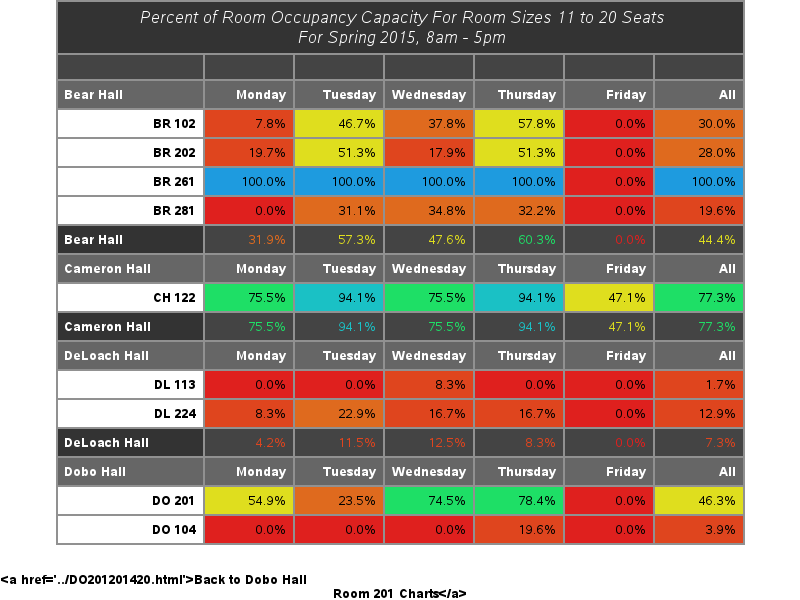 Percent of Room Occupancy Capacity For Room Sizes 11 to 20 Seats
For Spring 2015, 8am - 5pm
Bear Hall Monday Tuesday Wednesday Thursday Friday All
BR 102 7.8% 46.7% 37.8% 57.8% 0.0% 30.0%
BR 202 19.7% 51.3% 17.9% 51.3% 0.0% 28.0%
BR 261 100.0% 100.0% 100.0% 100.0% 0.0% 100.0%
BR 281 0.0% 31.1% 34.8% 32.2% 0.0% 19.6%
Bear Hall 31.9% 57.3% 47.6% 60.3% 0.0% 44.4%
Cameron Hall Monday Tuesday Wednesday Thursday Friday All
CH 122 75.5% 94.1% 75.5% 94.1% 47.1% 77.3%
Cameron Hall 75.5% 94.1% 75.5% 94.1% 47.1% 77.3%
DeLoach Hall Monday Tuesday Wednesday Thursday Friday All
DL 113 0.0% 0.0% 8.3% 0.0% 0.0% 1.7%
DL 224 8.3% 22.9% 16.7% 16.7% 0.0% 12.9%
DeLoach Hall 4.2% 11.5% 12.5% 8.3% 0.0% 7.3%
Dobo Hall Monday Tuesday Wednesday Thursday Friday All
DO 201 54.9% 23.5% 74.5% 78.4% 0.0% 46.3%
DO 104 0.0% 0.0% 0.0% 19.6% 0.0% 3.9%
<a href='../DO201201420.html'>Back to Dobo Hall
Room 201 Charts</a>